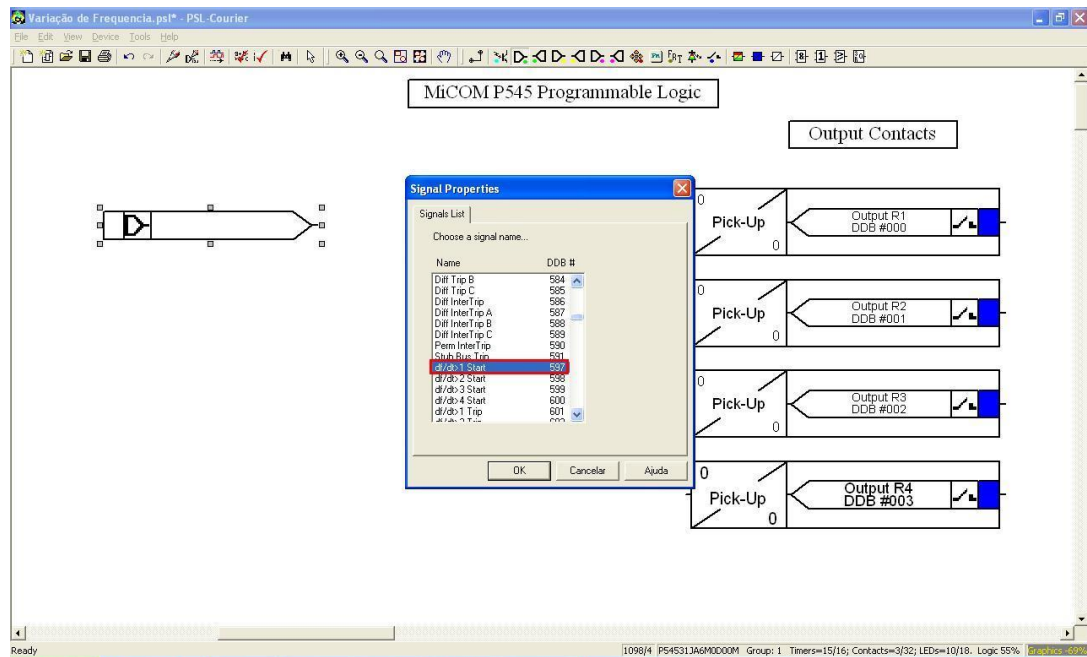 Variação de Frequencia.psl* - PSL-Courier
File Edit View Device Tools Help
MiCOM P545 Programmable Logic
Output Contacts
Signal Properties
Signals List
Choose a signal name...
Name DDB #
Diff Trip B 584
Diff Trip C 585
Diff InterTrip 586
Diff InterTrip A 587
Diff InterTrip B 588
Diff InterTrip C 589
Perm InterTrip 590
Stub Bus Trip 591
df/dt>1 Start 597
df/dt>2 Start 598
df/dt>3 Start 599
df/dt>4 Start 600
df/dt>1 Trip 601
OK Cancelar Ajuda
0
Pick-Up
0
Output R1
DDB #000
0
Pick-Up
0
Output R2
DDB #001
0
Pick-Up
0
Output R3
DDB #002
0
Pick-Up
0
Output R4
DDB #003
Ready
1098/4 P54531JA6M0D00M Group: 1 Timers=15/16; Contacts=3/32; LEDs=10/18. Logic 55% Graphics -69%